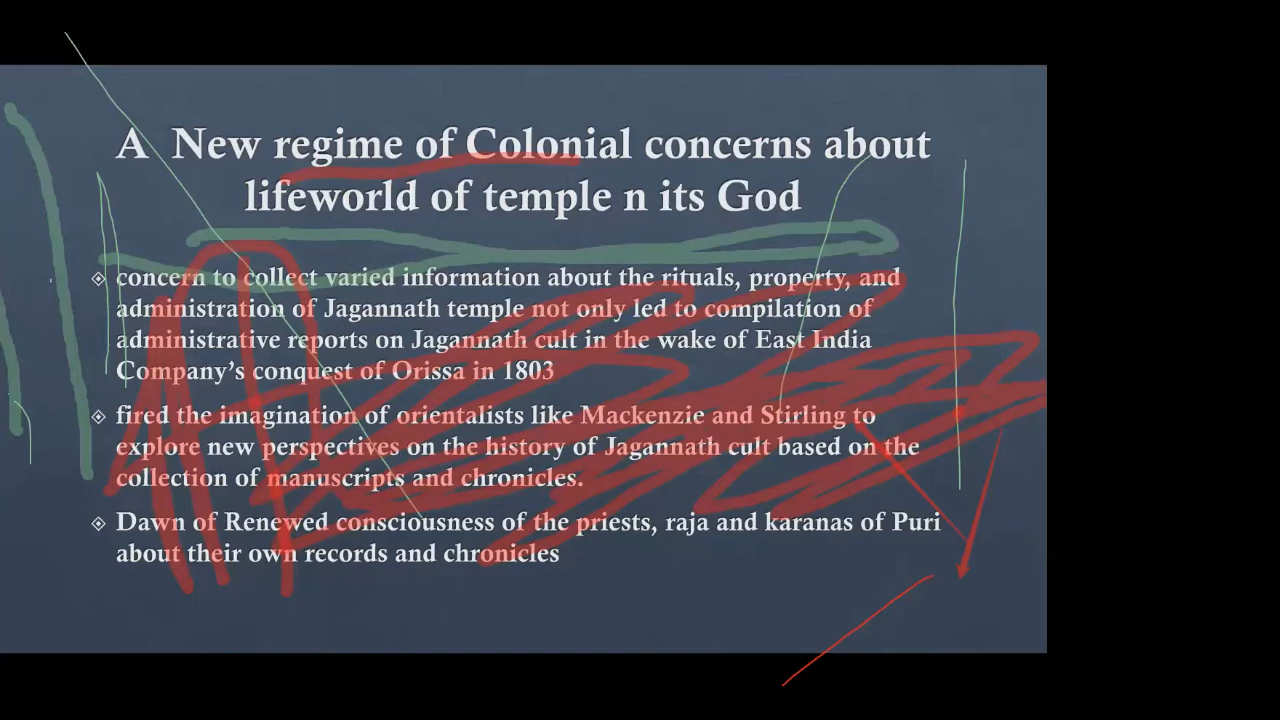 A New regime of Colonial concerns about
lifeworld of temple n its God
concern to collect varied information about the rituals, property, and
administration of Jagannath temple not only led to compilation of
administrative reports on Jagannath cult in the wake of East India
Company’s conquest of Orissa in 1803
fired the imagination of orientalists like Mackenzie and Stirling to
explore new perspectives on the history of Jagannath cult based on the
collection of manuscripts and chronicles.
Dawn of Renewed consciousness of the priests, raja and karanas of Puri
about their own records and chronicles